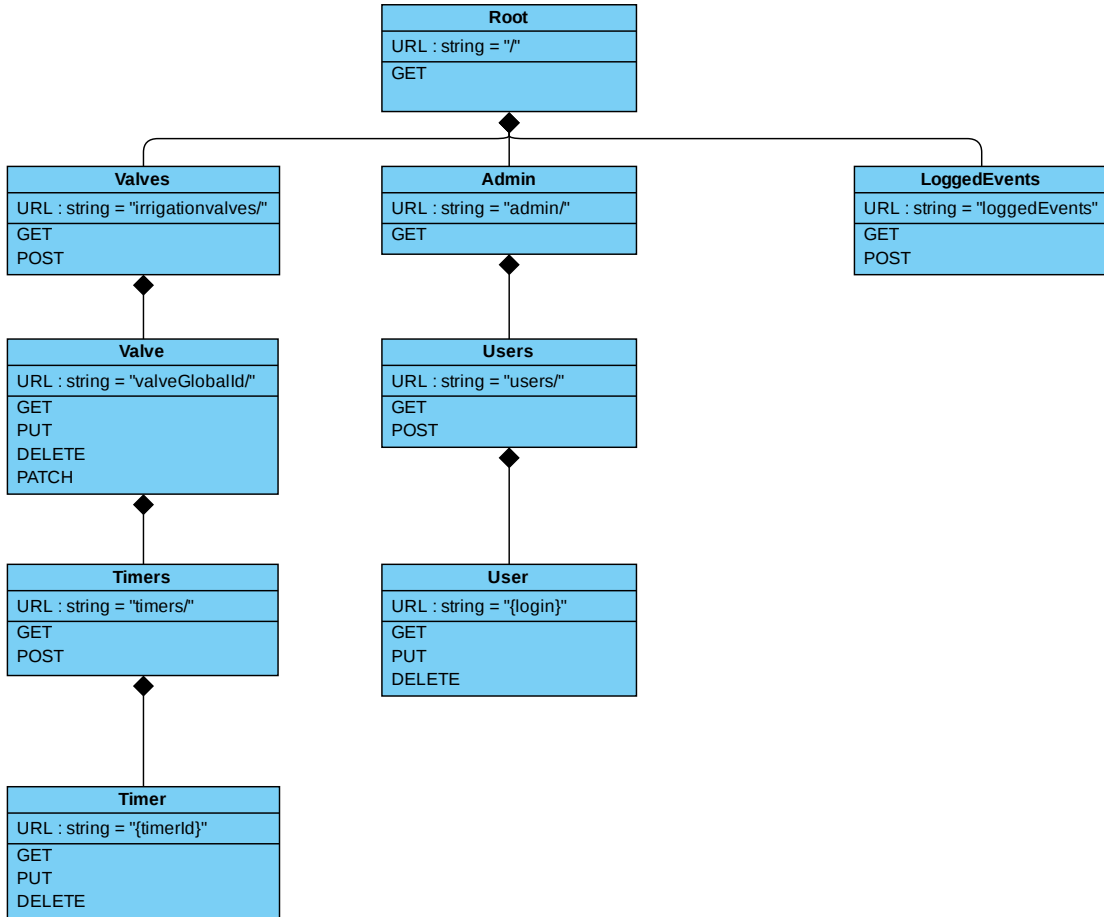 Root
URL : string = "/"
GET
Valves
URL : string = "irrigationvalves/"
GET
POST
Admin
URL : string = "admin/"
GET
LoggedEvents
URL : string = "loggedEvents"
GET
POST
Valve
URL : string = "valveGlobalId/"
GET
PUT
DELETE
PATCH
Users
URL : string = "users/"
GET
POST
Timers
URL : string = "timers/"
GET
POST
User
URL : string = "{login}"
GET
PUT
DELETE
Timer
URL : string = "{timerId}"
GET
PUT
DELETE